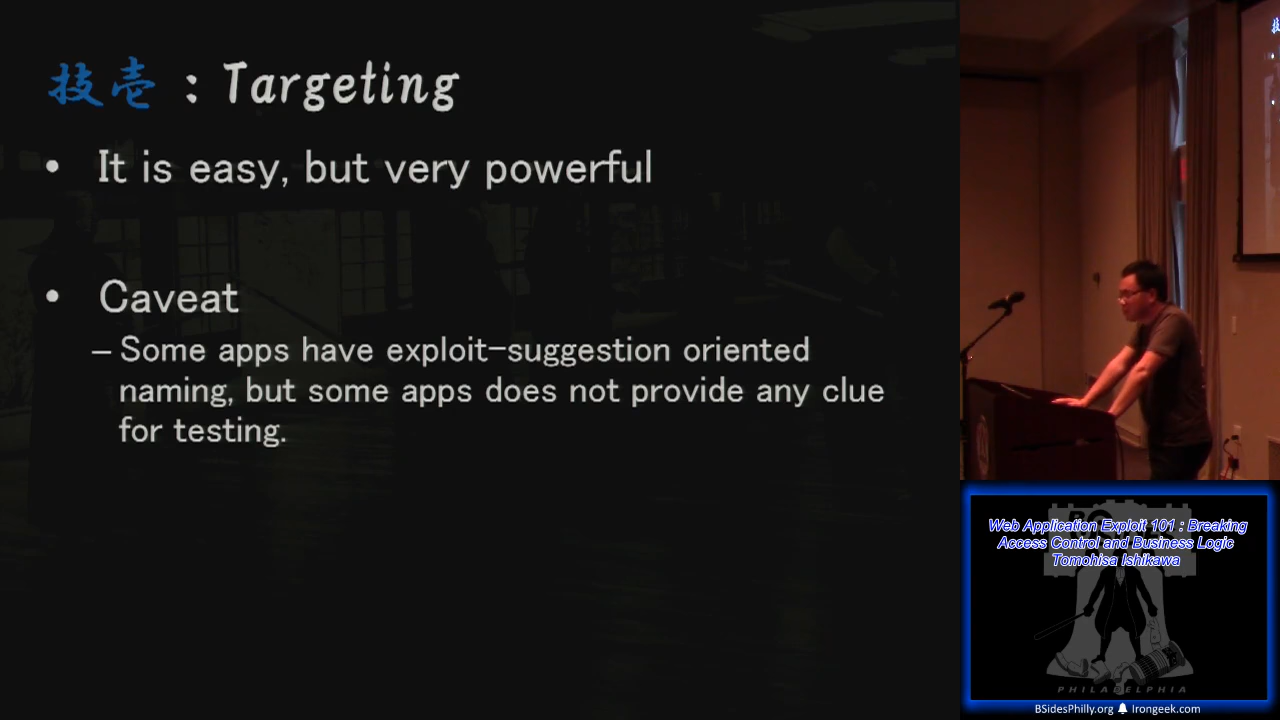 技壱 : Targeting
• It is easy, but very powerful
• Caveat
– Some apps have exploit-suggestion oriented
naming, but some apps does not provide any clue
for testing.
Web Application Exploit 101 : Breaking
Access Control and Business Logic
Tomohisa Ishikawa
PHILADELPHIA
BSidesPhilly.org Irongeek.com